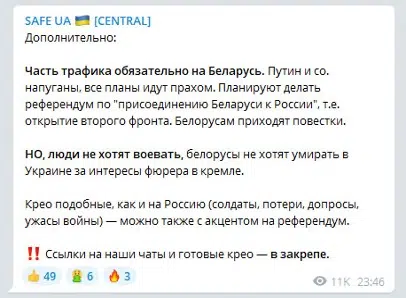 SAFE UA 🇺🇦 [CENTRAL]
Дополнительно:
Часть трафика обязательно на Беларусь. Путин и со.
напуганы, все планы идут прахом. Планируют делать
референдум по "присоединению Беларуси к России", т.е.
открытие второго фронта. Белорусам приходят повестки.
НО, люди не хотят воевать, белорусы не хотят умирать в
Украине за интересы фюрера в кремле.
Крео подобные, как и на Россию (солдаты, потери, допросы,
ужасы войны) — можно также с акцентом на референдум.
‼️ Ссылки на наши чаты и готовые крео — в закрепе.
👍 49 🤮 6 🔥 3 11K 23:46